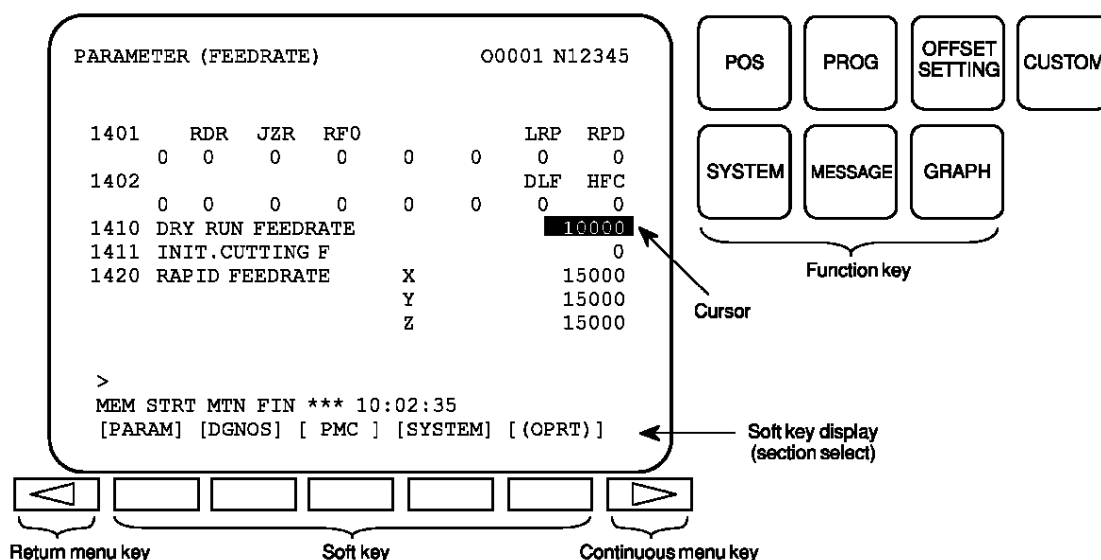 PARAMETER (FEEDRATE) O0001 N12345
1401 RDR JZR RF0 LRP RPD
0 0 0 0 0 0 0 0
1402 DLF HFC
0 0 0 0 0 0 0 0
1410 DRY RUN FEEDRATE 10000
1411 INIT.CUTTING F 0
1420 RAPID FEEDRATE X 15000
Y 15000
Z 15000
>
MEM STRT MTN FIN *** 10:02:35
[PARAM] [DGNOS] [ PMC ] [SYSTEM] [(OPRT)]
POS PROG OFFSET
SETTING CUSTOM
SYSTEM MESSAGE GRAPH
Function key
Cursor
Soft key display
(section select)
Return menu key Soft key Continuous menu key